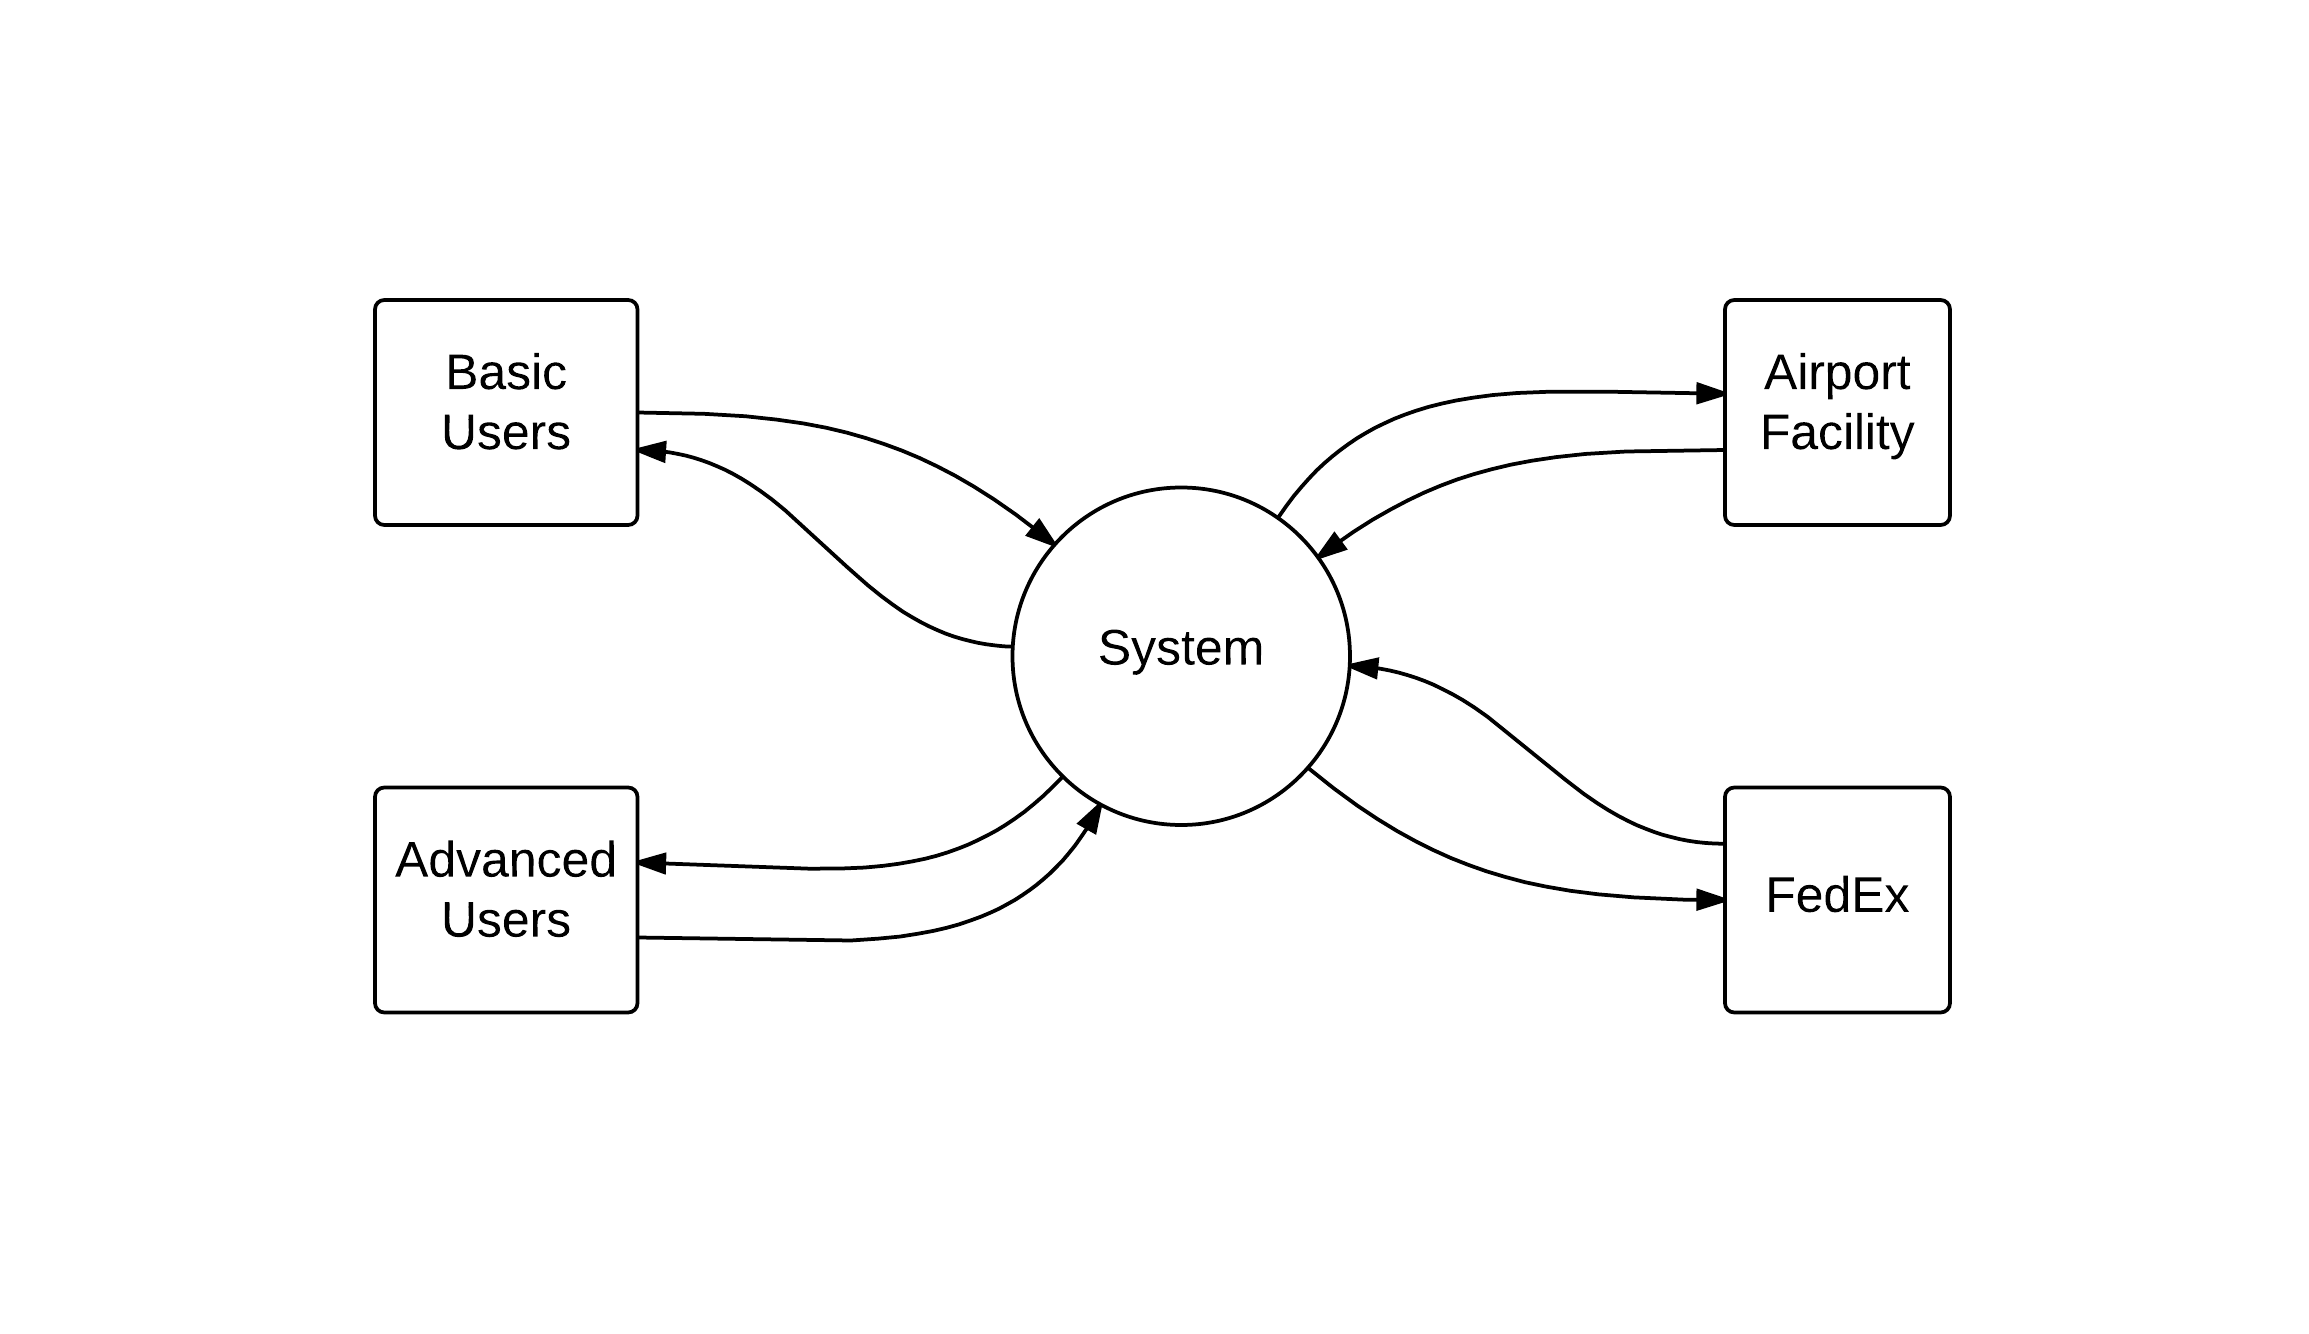 Basic
Users
Airport
Facility
System
Advanced
Users
FedEx